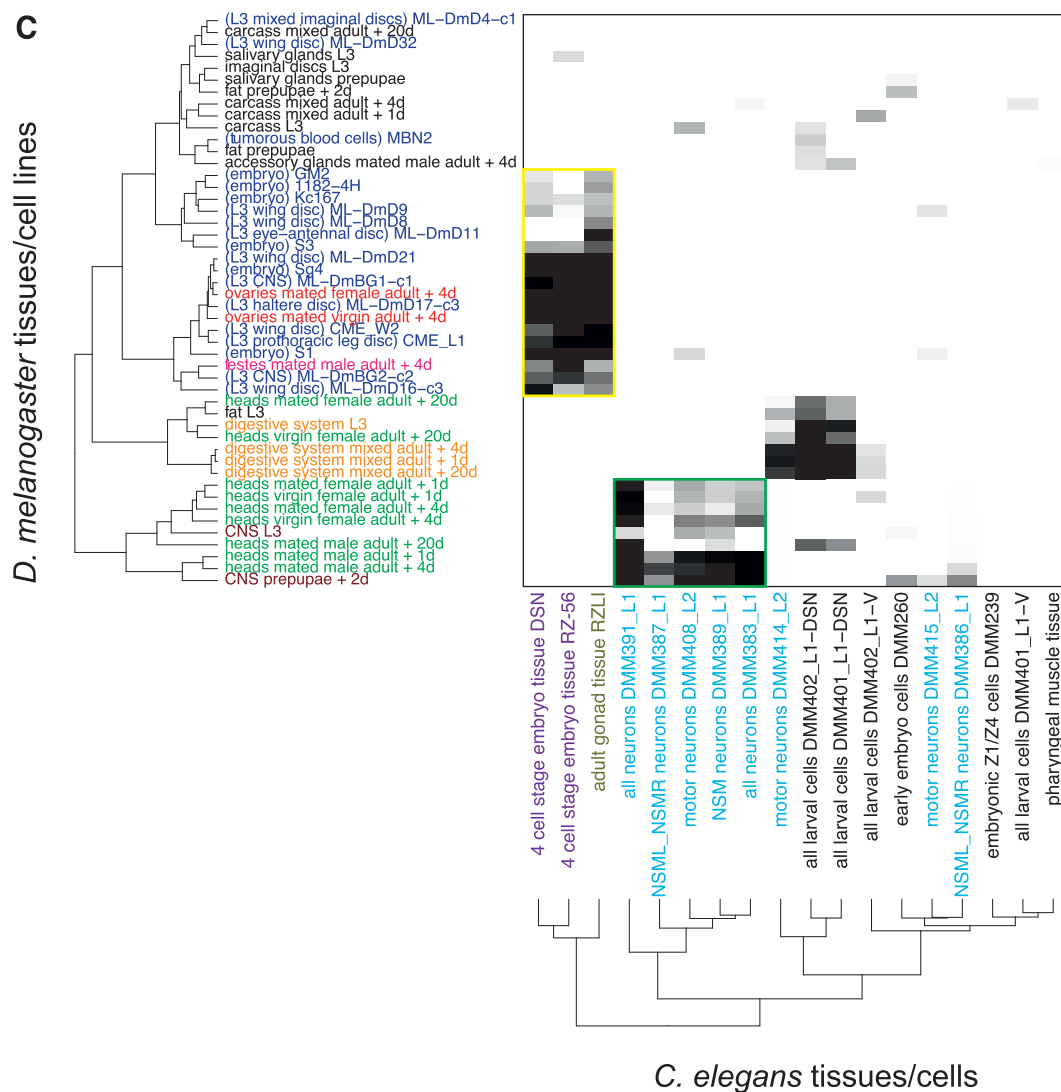 C
D. melanogaster tissues/cell lines
(L3 mixed imaginal discs) ML-DmD4-c1
carcass mixed adult + 20d
(L3 wing disc) ML-DmD32
salivary glands L3
imaginal discs L3
salivary glands prepupae
fat prepupae + 2d
carcass mixed adult + 4d
carcass mixed adult + 1d
carcass L3
(tumorous blood cells) MBN2
fat prepupae
accessory glands mated male adult + 4d
(embryo) GM2
(embryo) 1182-4H
(embryo) Kc167
(L3 wing disc) ML-DmD9
(L3 wing disc) ML-DmD8
(L3 eye-antennal disc) ML-DmD11
(embryo) S3
(L3 wing disc) ML-DmD21
(embryo) Sg4
(L3 CNS) ML-DmBG1-c1
ovaries mated female adult + 4d
(L3 haltere disc) ML-DmD17-c3
ovaries mated virgin adult + 4d
(L3 wing disc) CME_W2
(L3 prothoracic leg disc) CME_L1
(embryo) S1
testes mated male adult + 4d
(L3 CNS) ML-DmBG2-c2
(L3 wing disc) ML-DmD16-c3
heads mated female adult + 20d
fat L3
digestive system L3
heads virgin female adult + 20d
digestive system mixed adult + 4d
digestive system mixed adult + 1d
digestive system mixed adult + 20d
heads mated female adult + 1d
heads virgin female adult + 1d
heads mated female adult + 4d
heads virgin female adult + 4d
CNS L3
heads mated male adult + 20d
heads mated male adult + 1d
heads mated male adult + 4d
CNS prepupae + 2d
4 cell stage embryo tissue DSN
4 cell stage embryo tissue RZ-56
adult gonad tissue RZLI
all neurons DMM391_L1
NSML_NSMR neurons DMM387_L1
motor neurons DMM408_L2
NSM neurons DMM389_L1
all neurons DMM383_L1
motor neurons DMM414_L2
all larval cells DMM402_L1-DSN
all larval cells DMM401_L1-DSN
all larval cells DMM402_L1-V
early embryo cells DMM260
motor neurons DMM415_L2
NSML_NSMR neurons DMM386_L1
embryonic Z1/Z4 cells DMM239
all larval cells DMM401_L1-V
pharyngeal muscle tissue
C. elegans tissues/cells